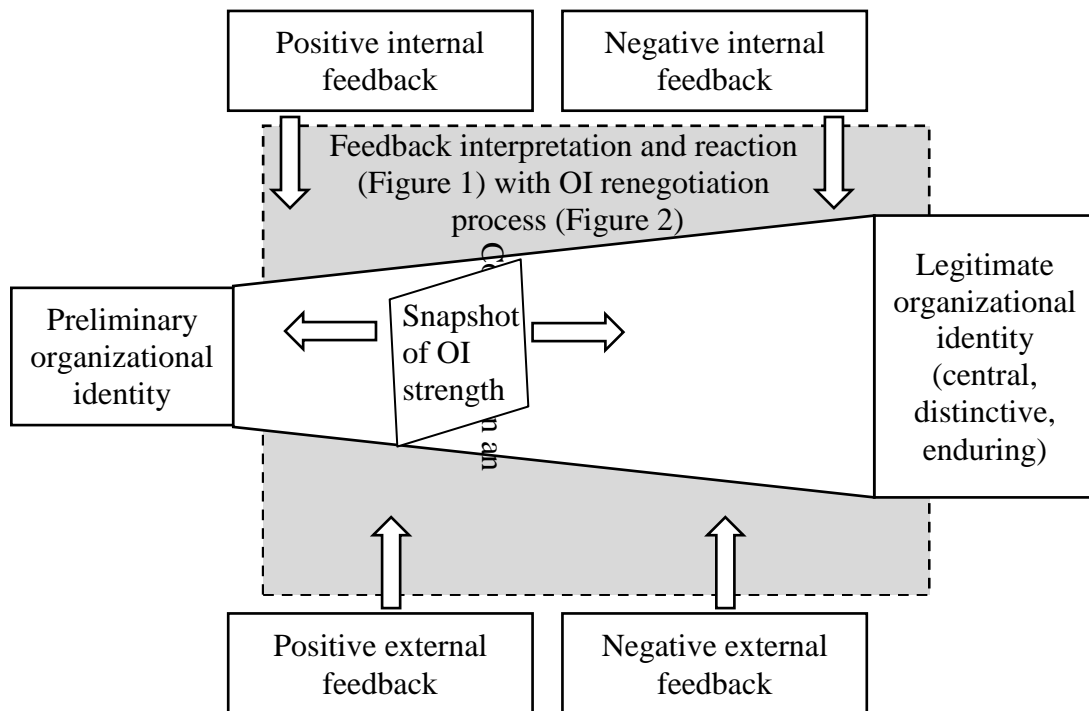 Positive internal
feedback
Negative internal
feedback
Feedback interpretation and reaction
(Figure 1) with OI renegotiation
process (Figure 2)
Preliminary
organizational
identity
Snapshot
of OI
strength
an
Legitimate
organizational
identity
(central,
distinctive,
enduring)
Positive external
feedback
Negative external
feedback